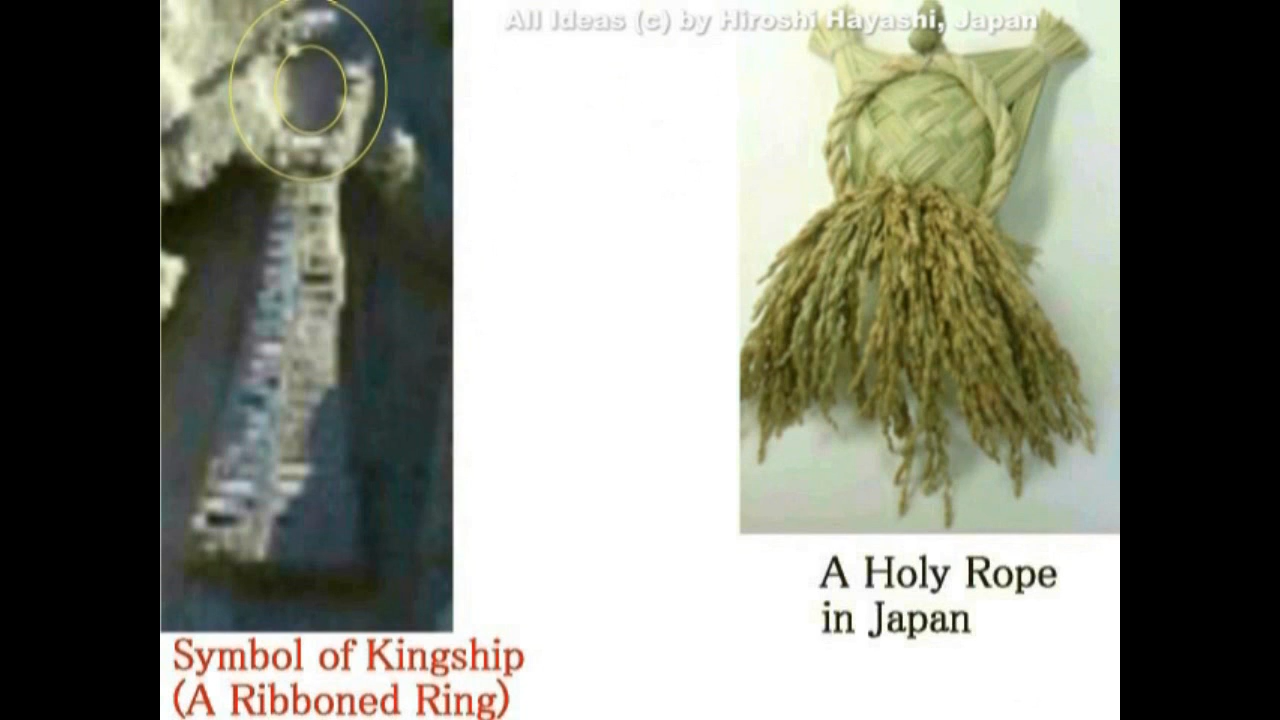 All Ideas (c) by Hiroshi Hayashi, Japan
A Holy Rope
in Japan
Symbol of Kingship
(A Ribboned Ring)